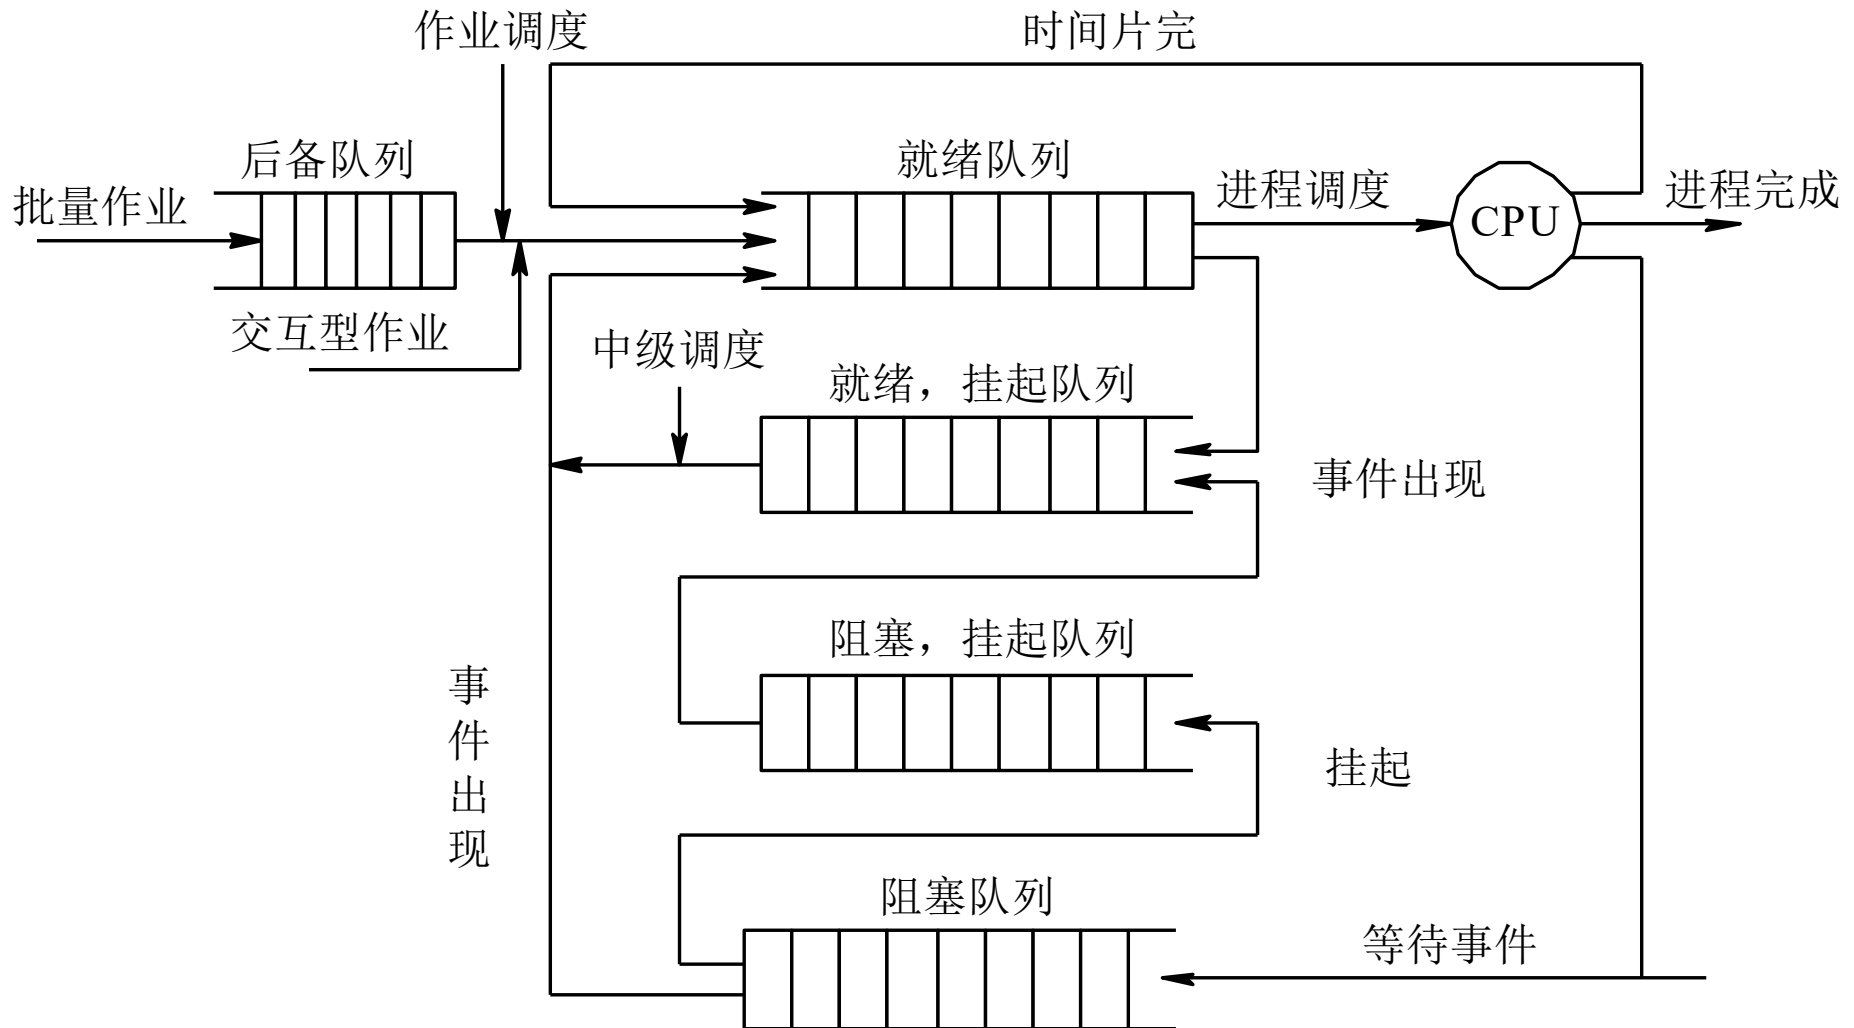 作业调度
时间片完
后备队列
就绪队列
批量作业
进程调度
CPU
进程完成
交互型作业
中级调度
就绪，挂起队列
事件出现
阻塞，挂起队列
事件出现
挂起
阻塞队列
等待事件